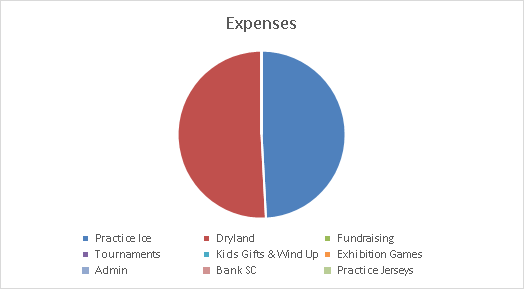 Expenses
Practice Ice Dryland Fundraising
Tournaments Kids Gifts & Wind Up Exhibition Games
Admin Bank SC Practice Jerseys